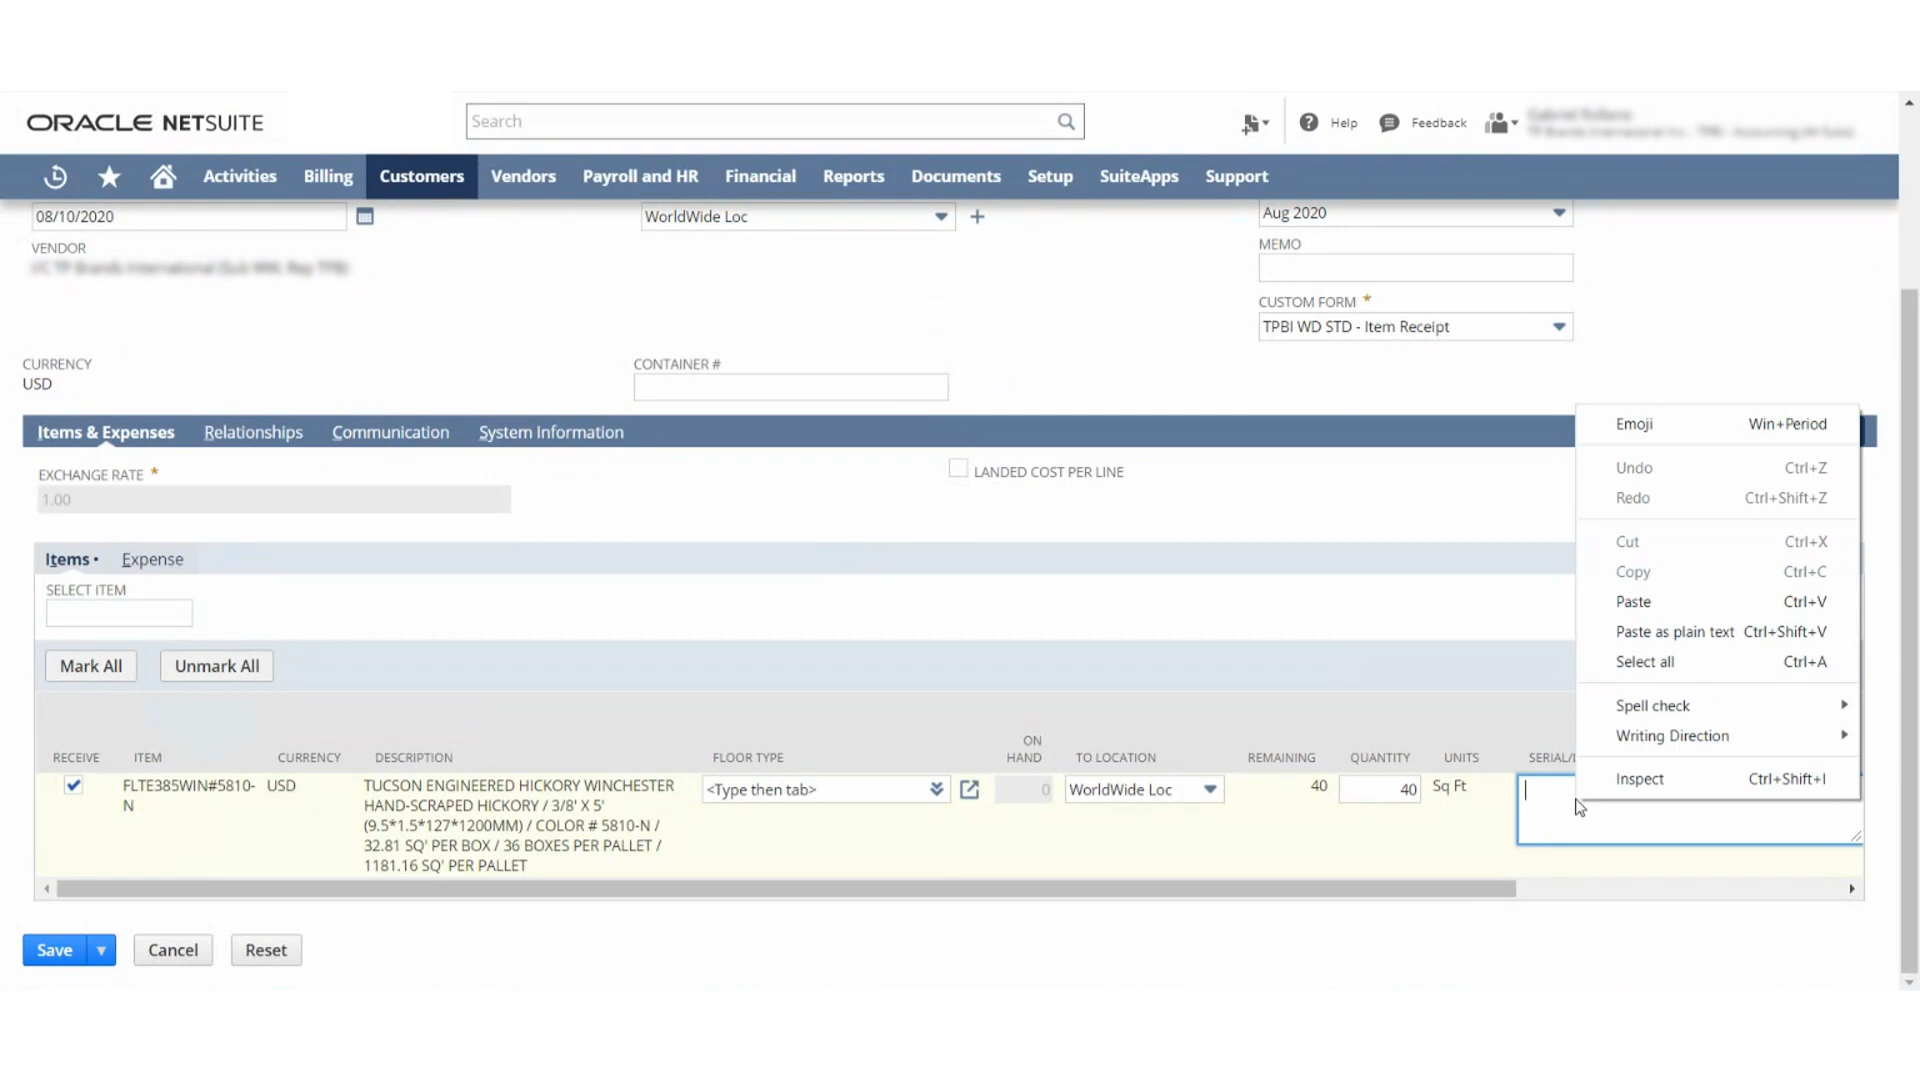 ORACLE NETSUITE
Search
Help
Feedback
Activities Billing Customers Vendors Payroll and HR Financial Reports Documents Setup SuiteApps Support
08/10/2020
WorldWide Loc
Aug 2020
VENDOR
MEMO
CUSTOM FORM *
TPBI WD STD - Item Receipt
CURRENCY
USD
CONTAINER #
Items & Expenses Relationships Communication System Information
EXCHANGE RATE *
1.00
LANDED COST PER LINE
Items • Expense
SELECT ITEM
Mark All Unmark All
RECEIVE ITEM CURRENCY DESCRIPTION FLOOR TYPE ON HAND TO LOCATION REMAINING QUANTITY UNITS SERIAL/
FLTE385WIN#5810-
N
USD
TUCSON ENGINEERED HICKORY WINCHESTER
HAND-SCRAPED HICKORY / 3/8' X 5'
(9.5*1.5*127*1200MM) / COLOR # 5810-N /
32.81 SQ' PER BOX / 36 BOXES PER PALLET /
1181.16 SQ' PER PALLET
<Type then tab>
0
WorldWide Loc
40
40
Sq Ft
Emoji Win+Period
Undo Ctrl+Z
Redo Ctrl+Shift+Z
Cut Ctrl+X
Copy Ctrl+C
Paste Ctrl+V
Paste as plain text Ctrl+Shift+V
Select all Ctrl+A
Spell check
Writing Direction
Inspect Ctrl+Shift+I
Save Cancel Reset